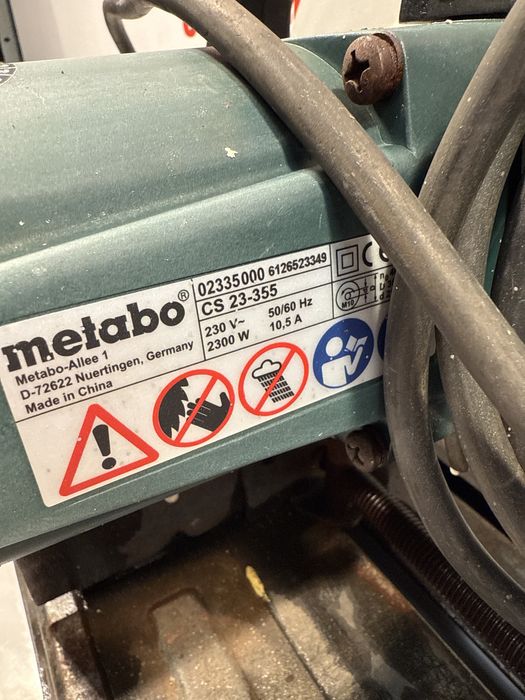 metabo®
Metabo-Allee 1
D-72622 Nuertingen, Germany
Made in China
02335000 6126523349
CS 23-355
230 V~ 50/60 Hz
2300 W 10,5 A
M10